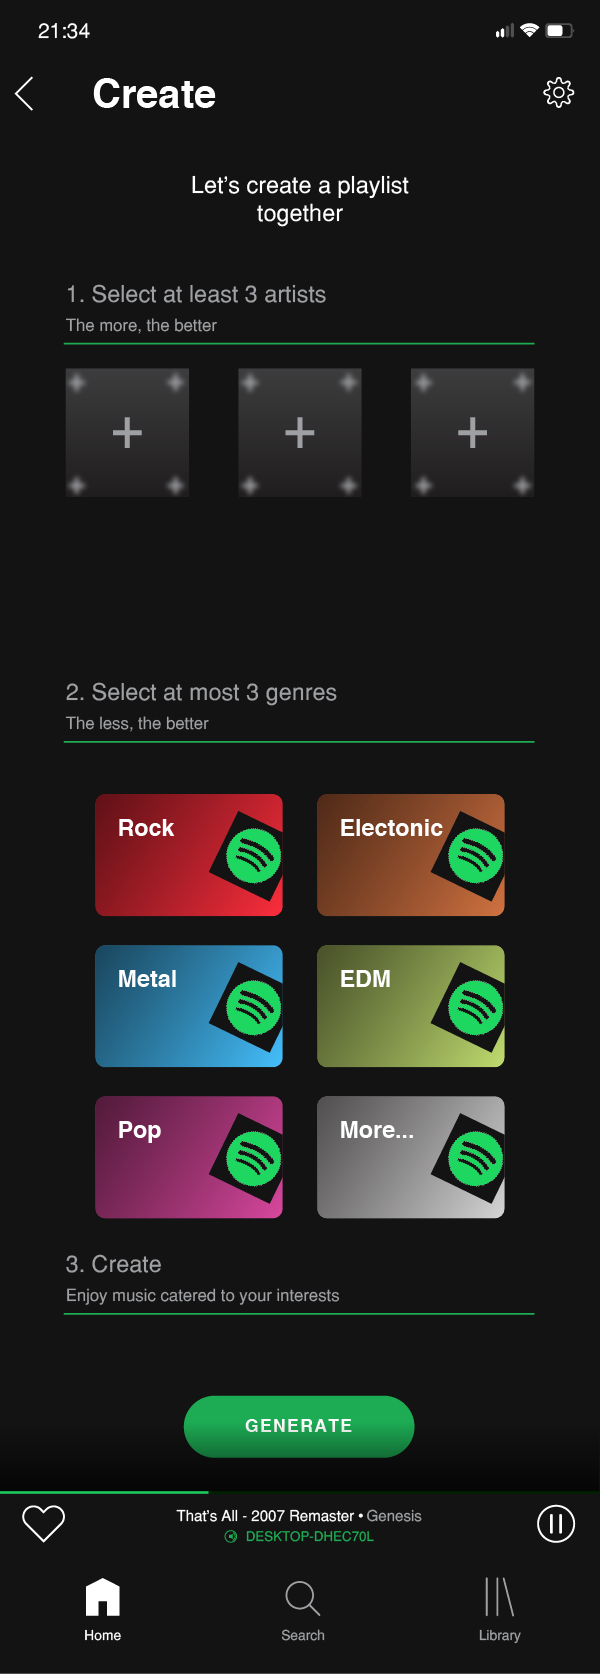 21:34
Create
Let's create a playlist
together
1. Select at least 3 artists
The more, the better
2. Select at most 3 genres
The less, the better
Rock
Electonic
Metal
EDM
Pop
More...
3. Create
Enjoy music catered to your interests
GENERATE
That's All - 2007 Remaster • Genesis
DESKTOP-DHEC70L
Home
Search
Library